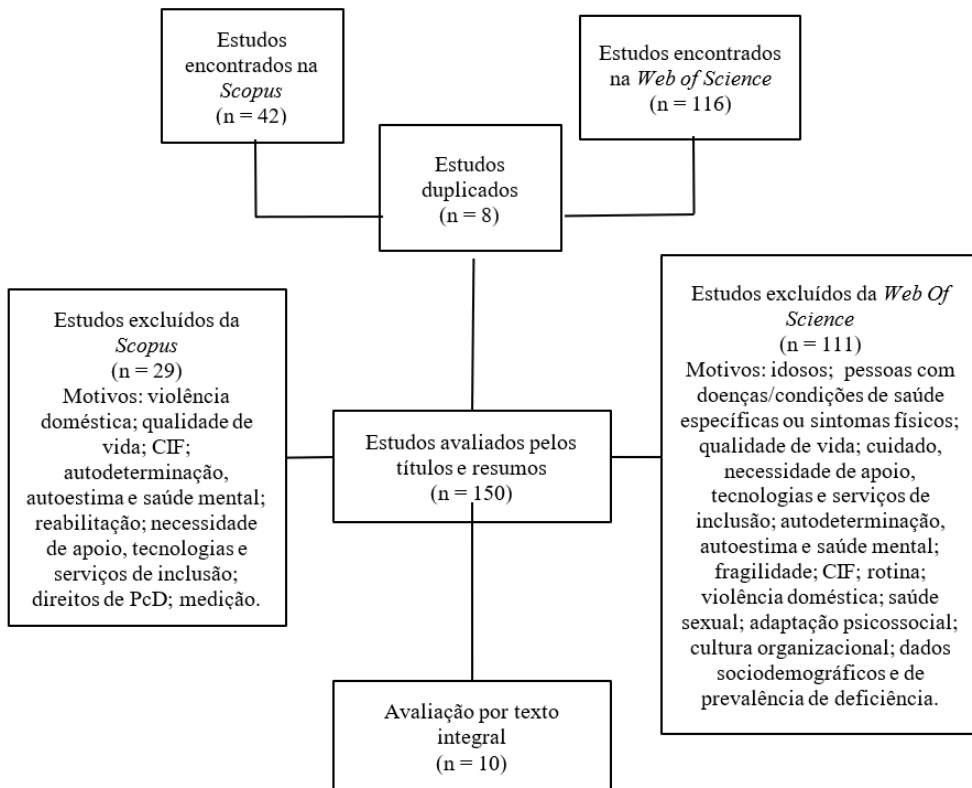 Estudos
encontrados na
Scopus
(n = 42)
Estudos encontrados
na Web of Science
(n = 116)
Estudos
duplicados
(n = 8)
Estudos excluídos da
Scopus
(n = 29)
Motivos: violência
doméstica; qualidade de
vida; CIF;
autodeterminação,
autoestima e saúde mental;
reabilitação; necessidade
de apoio, tecnologias e
serviços de inclusão;
direitos de PcD; medição.
Estudos avaliados pelos
títulos e resumos
(n = 150)
Estudos excluídos da Web Of
Science
(n = 111)
Motivos: idosos; pessoas com
doenças/condições de saúde
específicas ou sintomas físicos;
qualidade de vida; cuidado,
necessidade de apoio,
tecnologias e serviços de
inclusão; autodeterminação,
autoestima e saúde mental;
fragilidade; CIF; rotina;
violência doméstica; saúde
sexual; adaptação psicossocial;
cultura organizacional; dados
sociodemográficos e de
prevalência de deficiência.
Avaliação por texto
integral
(n = 10)